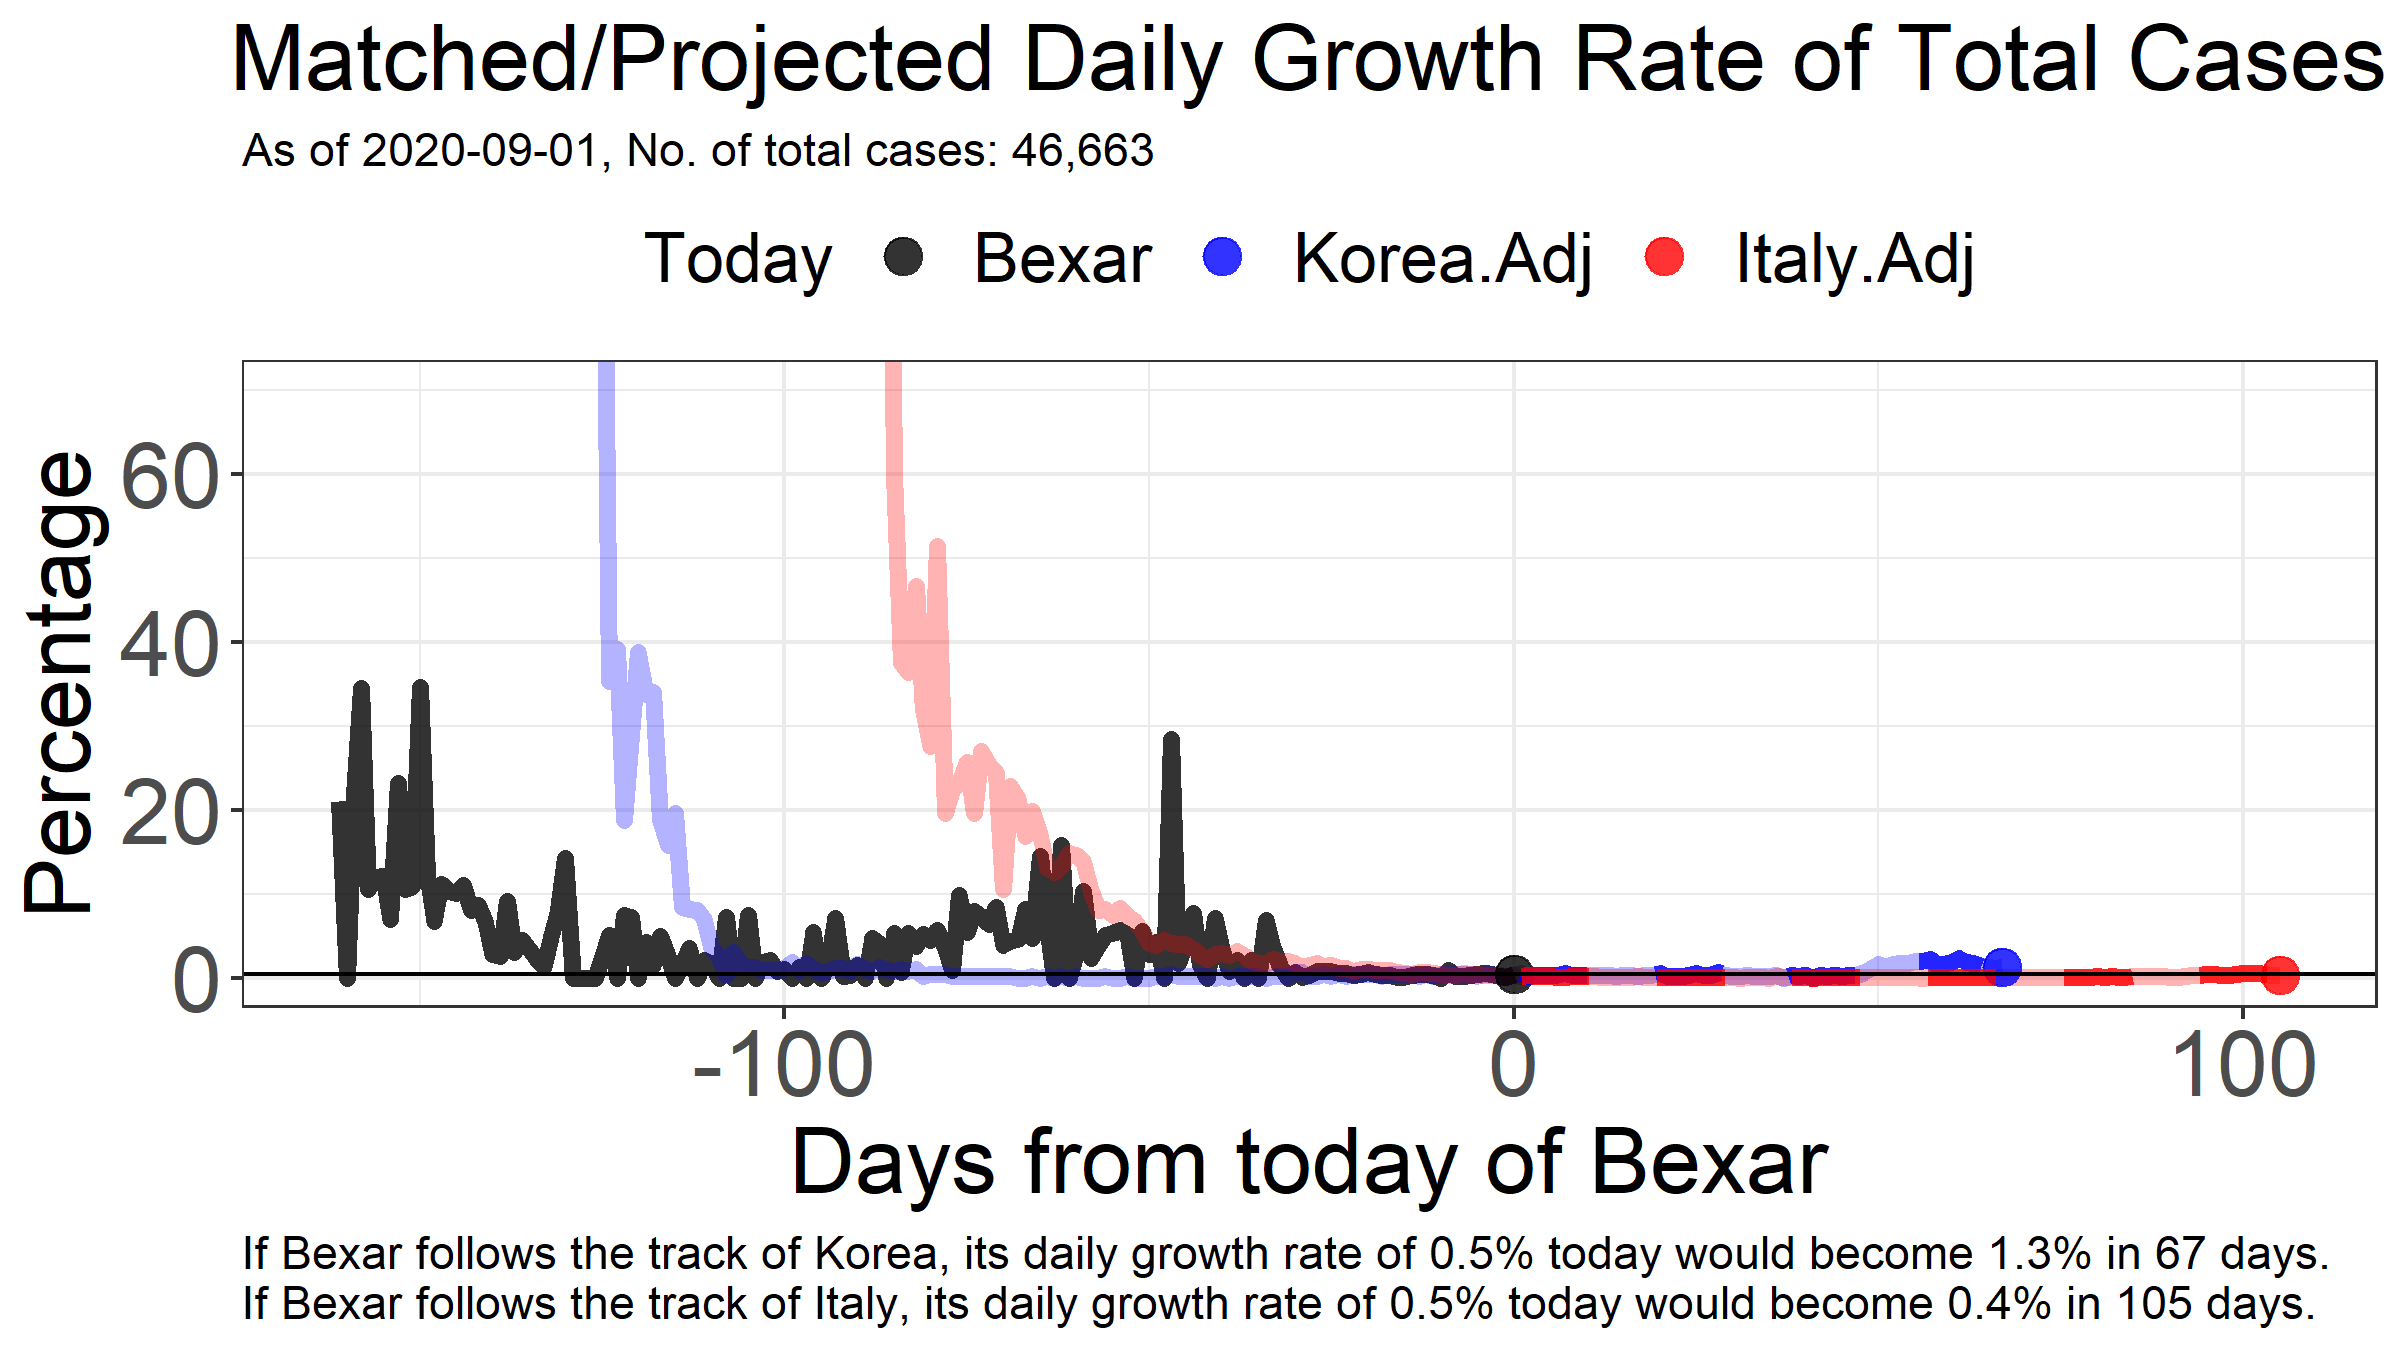 Matched/Projected Daily Growth Rate of Total Cases
As of 2020-09-01, No. of total cases: 46,663
Today Bexar Korea.Adj Italy.Adj
Percentage
60
40
20
0
-100 0 100
Days from today of Bexar
If Bexar follows the track of Korea, its daily growth rate of 0.5% today would become 1.3% in 67 days.
If Bexar follows the track of Italy, its daily growth rate of 0.5% today would become 0.4% in 105 days.